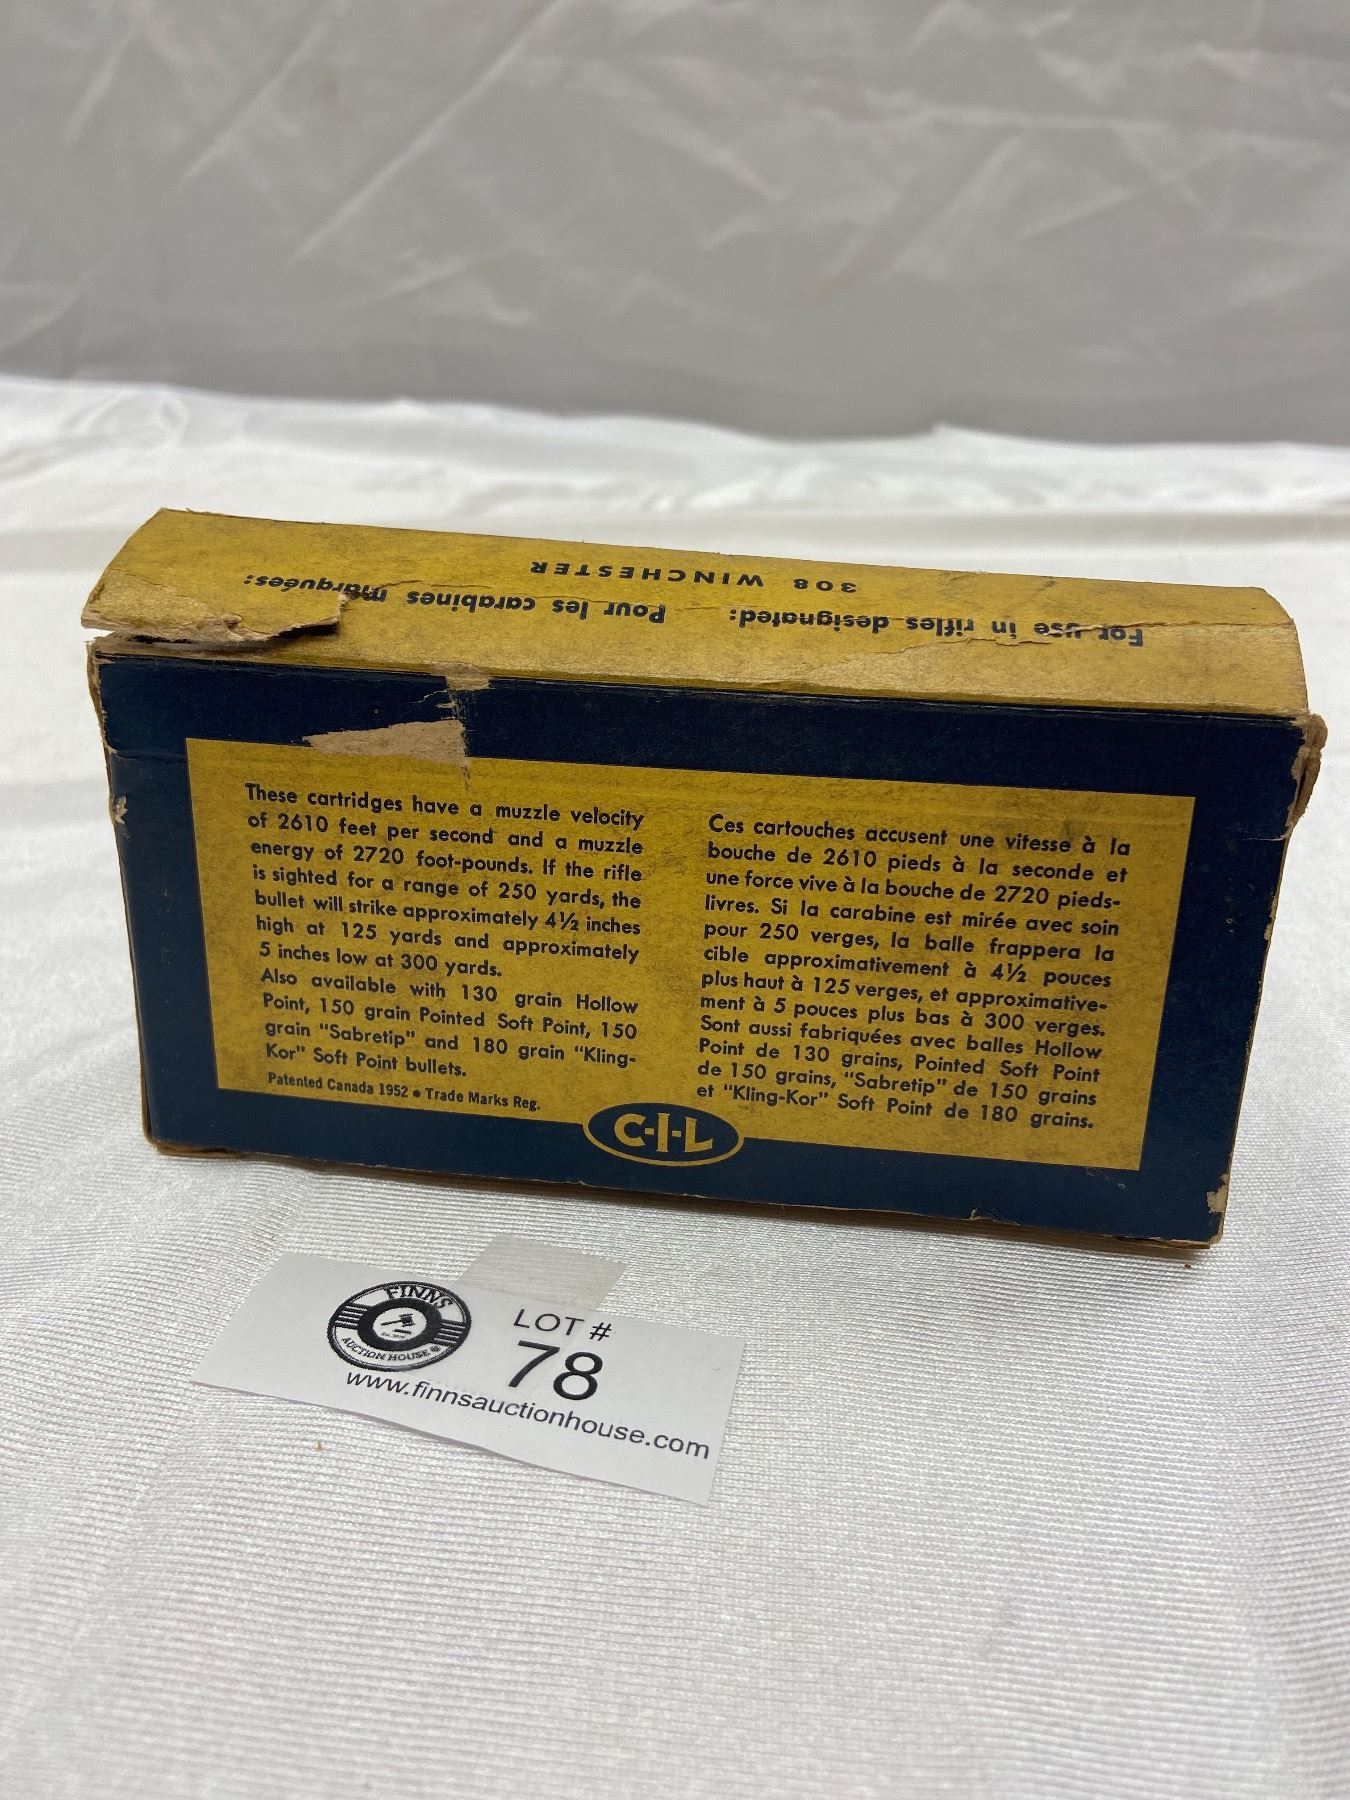 308 WINCHESTER
For use in rifles designated: Pour les carabines marquées:
These cartridges have a muzzle velocity
of 2610 feet per second and a muzzle
energy of 2720 foot-pounds. If the rifle
is sighted for a range of 250 yards, the
bullet will strike approximately 4½ inches
high at 125 yards and approximately
5 inches low at 300 yards.
Also available with 130 grain Hollow
Point, 150 grain Pointed Soft Point, 150
grain "Sabretip" and 180 grain "Kling-
Kor" Soft Point bullets.
Patented Canada 1952 • Trade Marks Reg.
Ces cartouches accusent une vitesse à la
bouche de 2610 pieds à la seconde et
une force vive à la bouche de 2720 pieds-
livres. Si la carabine est mirée avec soin
pour 250 verges, la balle frappera la
cible approximativement à 4½ pouces
plus haut à 125 verges, et approximative-
ment à 5 pouces plus bas à 300 verges.
Sont aussi fabriquées avec balles Hollow
Point de 130 grains, Pointed Soft Point
de 150 grains, "Sabretip" de 150 grains
et "Kling-Kor" Soft Point de 180 grains.
C-I-L
FINNS
AUCTION HOUSE
LOT #
78
www.finnsauctionhouse.com